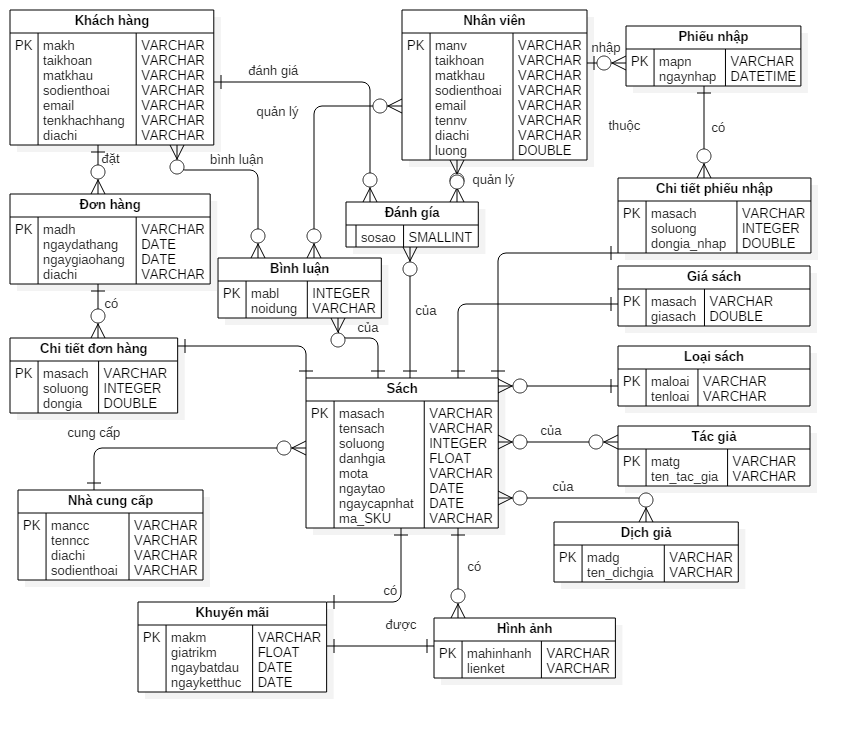 Khách hàng
PK makh VARCHAR
taikhoan VARCHAR
matkhau VARCHAR
sodienthoai VARCHAR
email VARCHAR
tenkhachhang VARCHAR
diachi VARCHAR
Nhân viên
PK manv VARCHAR
taikhoan VARCHAR
matkhau VARCHAR
sodienthoai VARCHAR
email VARCHAR
tennv VARCHAR
diachi VARCHAR
luong DOUBLE
nhập
Phiếu nhập
PK mapn VARCHAR
ngaynhap DATETIME
đánh giá
quản lý
thuộc
có
đặt
bình luận
quản lý
Đơn hàng
PK madh VARCHAR
ngaydathang DATE
ngaygiaohang DATE
diachi VARCHAR
Đánh gía
sosao SMALLINT
Chi tiết phiếu nhập
PK masach VARCHAR
soluong INTEGER
dongia_nhap DOUBLE
Bình luận
PK mabl INTEGER
noidung VARCHAR
Giá sách
PK masach VARCHAR
giasach DOUBLE
có
của
của
Chi tiết đơn hàng
PK masach VARCHAR
soluong INTEGER
dongia DOUBLE
Loại sách
PK maloai VARCHAR
tenloai VARCHAR
Sách
PK masach VARCHAR
tensach VARCHAR
soluong INTEGER
danhgia FLOAT
mota VARCHAR
ngaytao DATE
ngaycapnhat DATE
ma_SKU VARCHAR
cung cấp
của
Tác giả
PK matg VARCHAR
ten_tac_gia VARCHAR
của
Nhà cung cấp
PK mancc VARCHAR
tenncc VARCHAR
diachi VARCHAR
sodienthoai VARCHAR
Dịch giả
PK madg VARCHAR
ten_dichgia VARCHAR
có
có
Khuyến mãi
PK makm VARCHAR
giatrikm FLOAT
ngaybatdau DATE
ngayketthuc DATE
được
Hình ảnh
PK mahinhanh VARCHAR
lienket VARCHAR